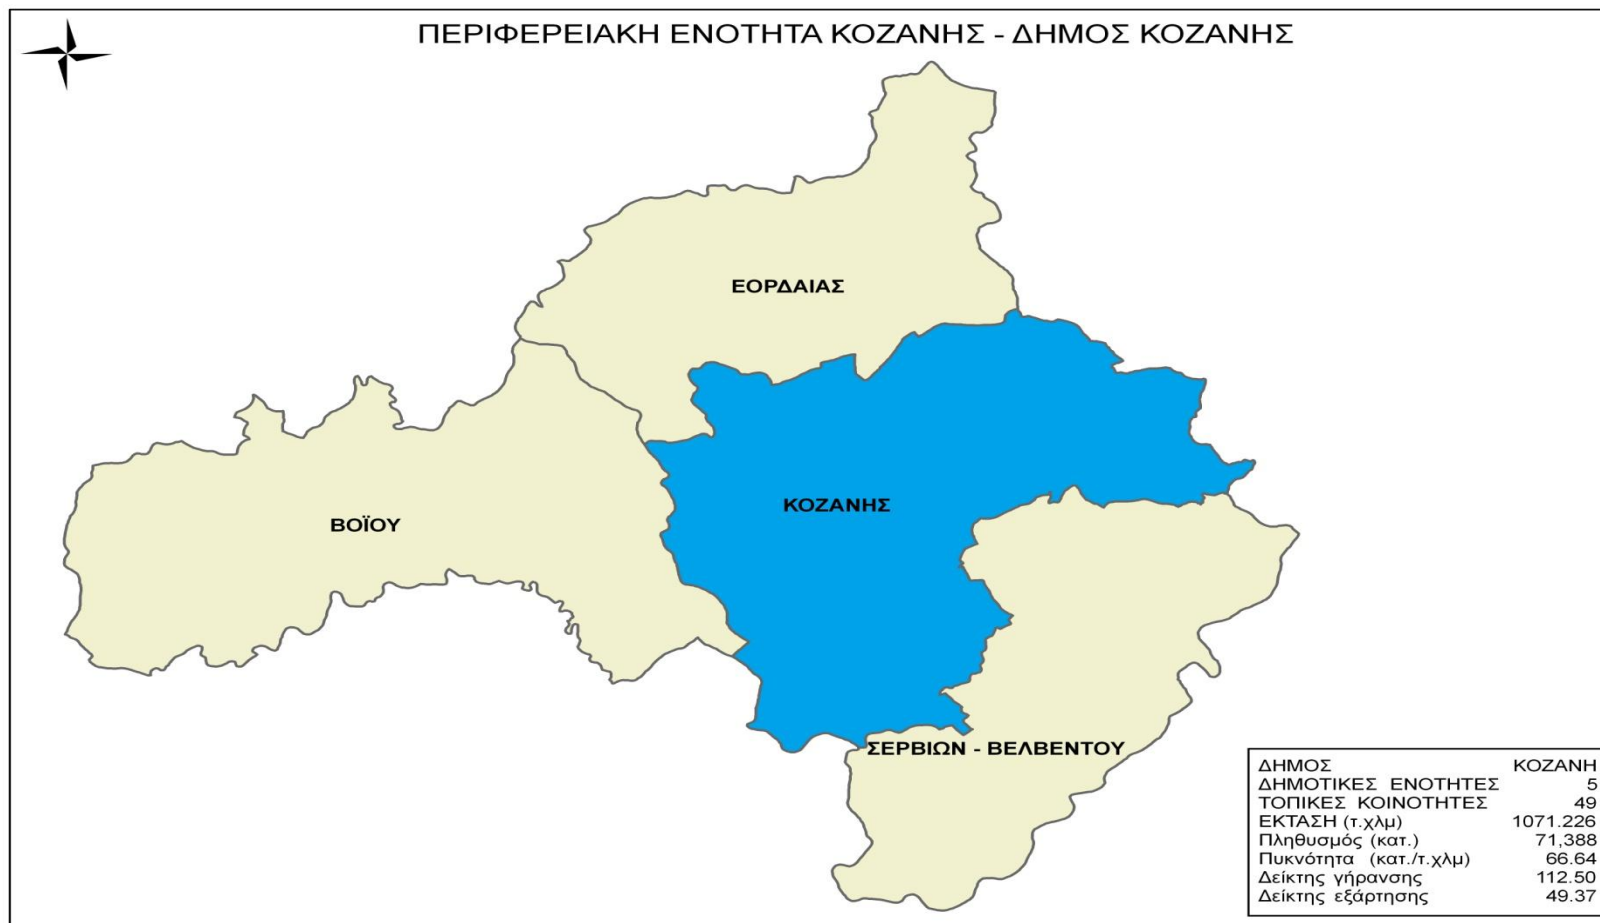 ΠΕΡΙΦΕΡΕΙΑΚΗ ΕΝΟΤΗΤΑ ΚΟΖΑΝΗΣ - ΔΗΜΟΣ ΚΟΖΑΝΗΣ
ΕΟΡΔΑΙΑΣ
ΚΟΖΑΝΗΣ
ΒΟΪΟΥ
ΣΕΡΒΙΩΝ - ΒΕΛΒΕΝΤΟΥ
ΔΗΜΟΣ ΚΟΖΑΝΗ
ΔΗΜΟΤΙΚΕΣ ΕΝΟΤΗΤΕΣ 5
ΤΟΠΙΚΕΣ ΚΟΙΝΟΤΗΤΕΣ 49
ΕΚΤΑΣΗ (τ.χλμ) 1071.226
Πληθυσμός (κατ.) 71,388
Πυκνότητα (κατ./τ.χλμ) 66.64
Δείκτης γήρανσης 112.50
Δείκτης εξάρτησης 49.37